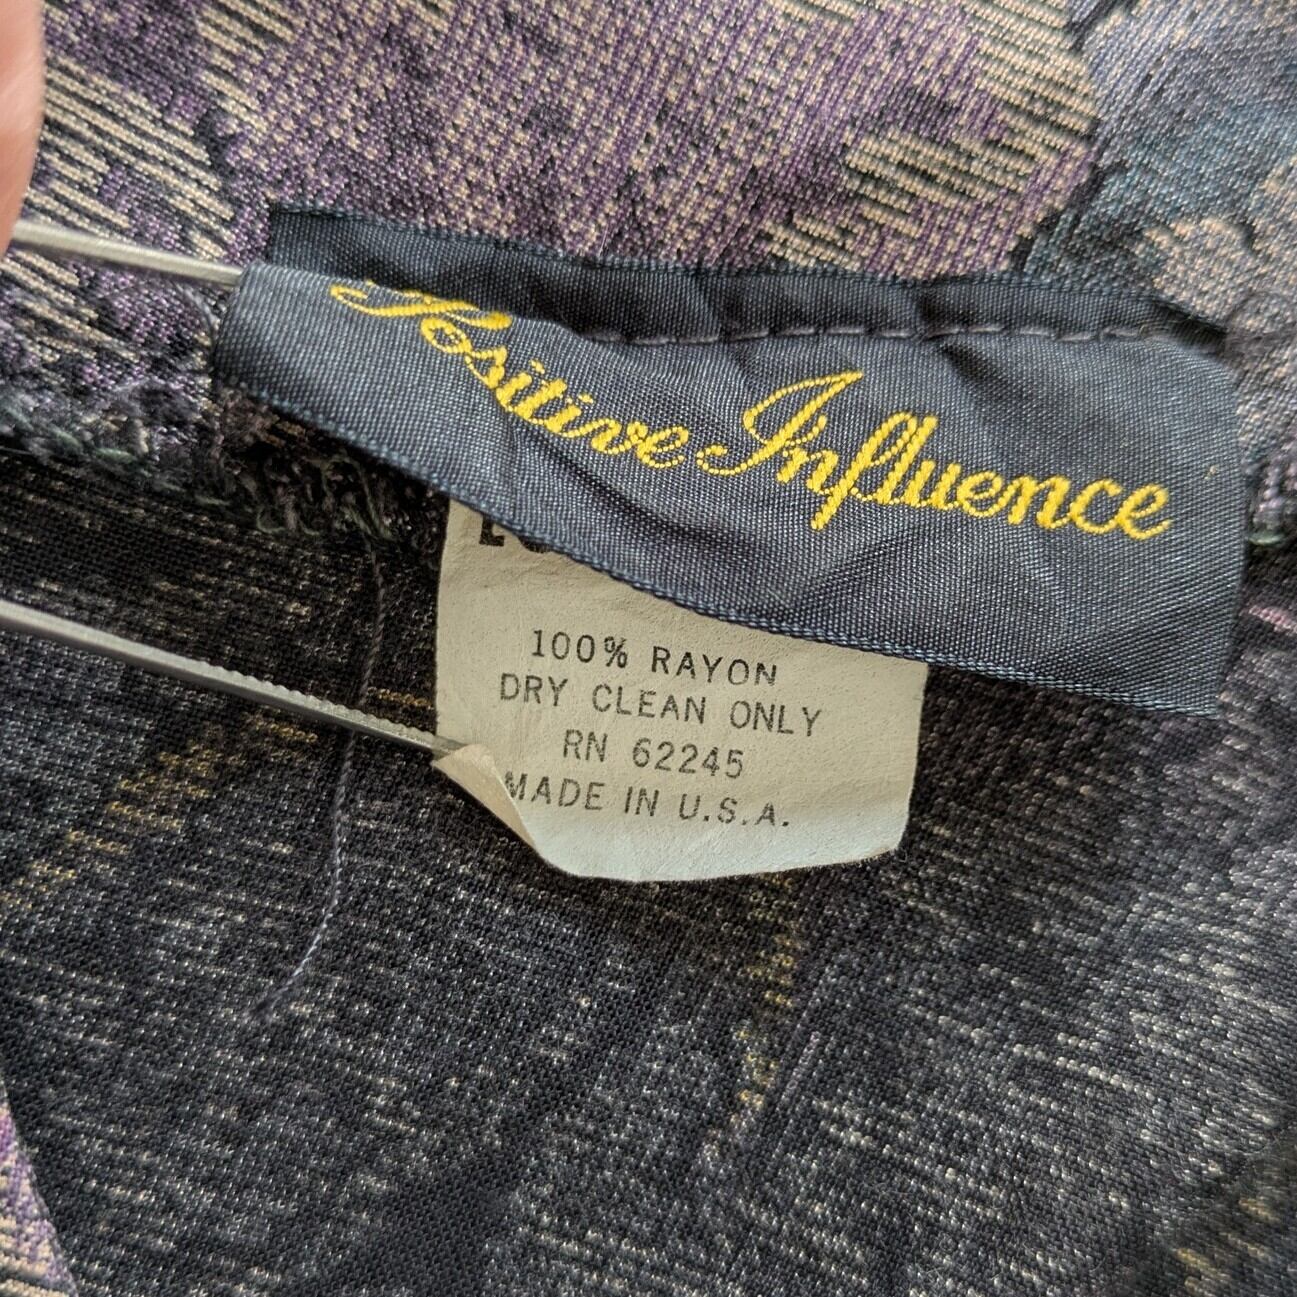 Positive Influence
100% RAYON
DRY CLEAN ONLY
RN 62245
MADE IN U.S.A.